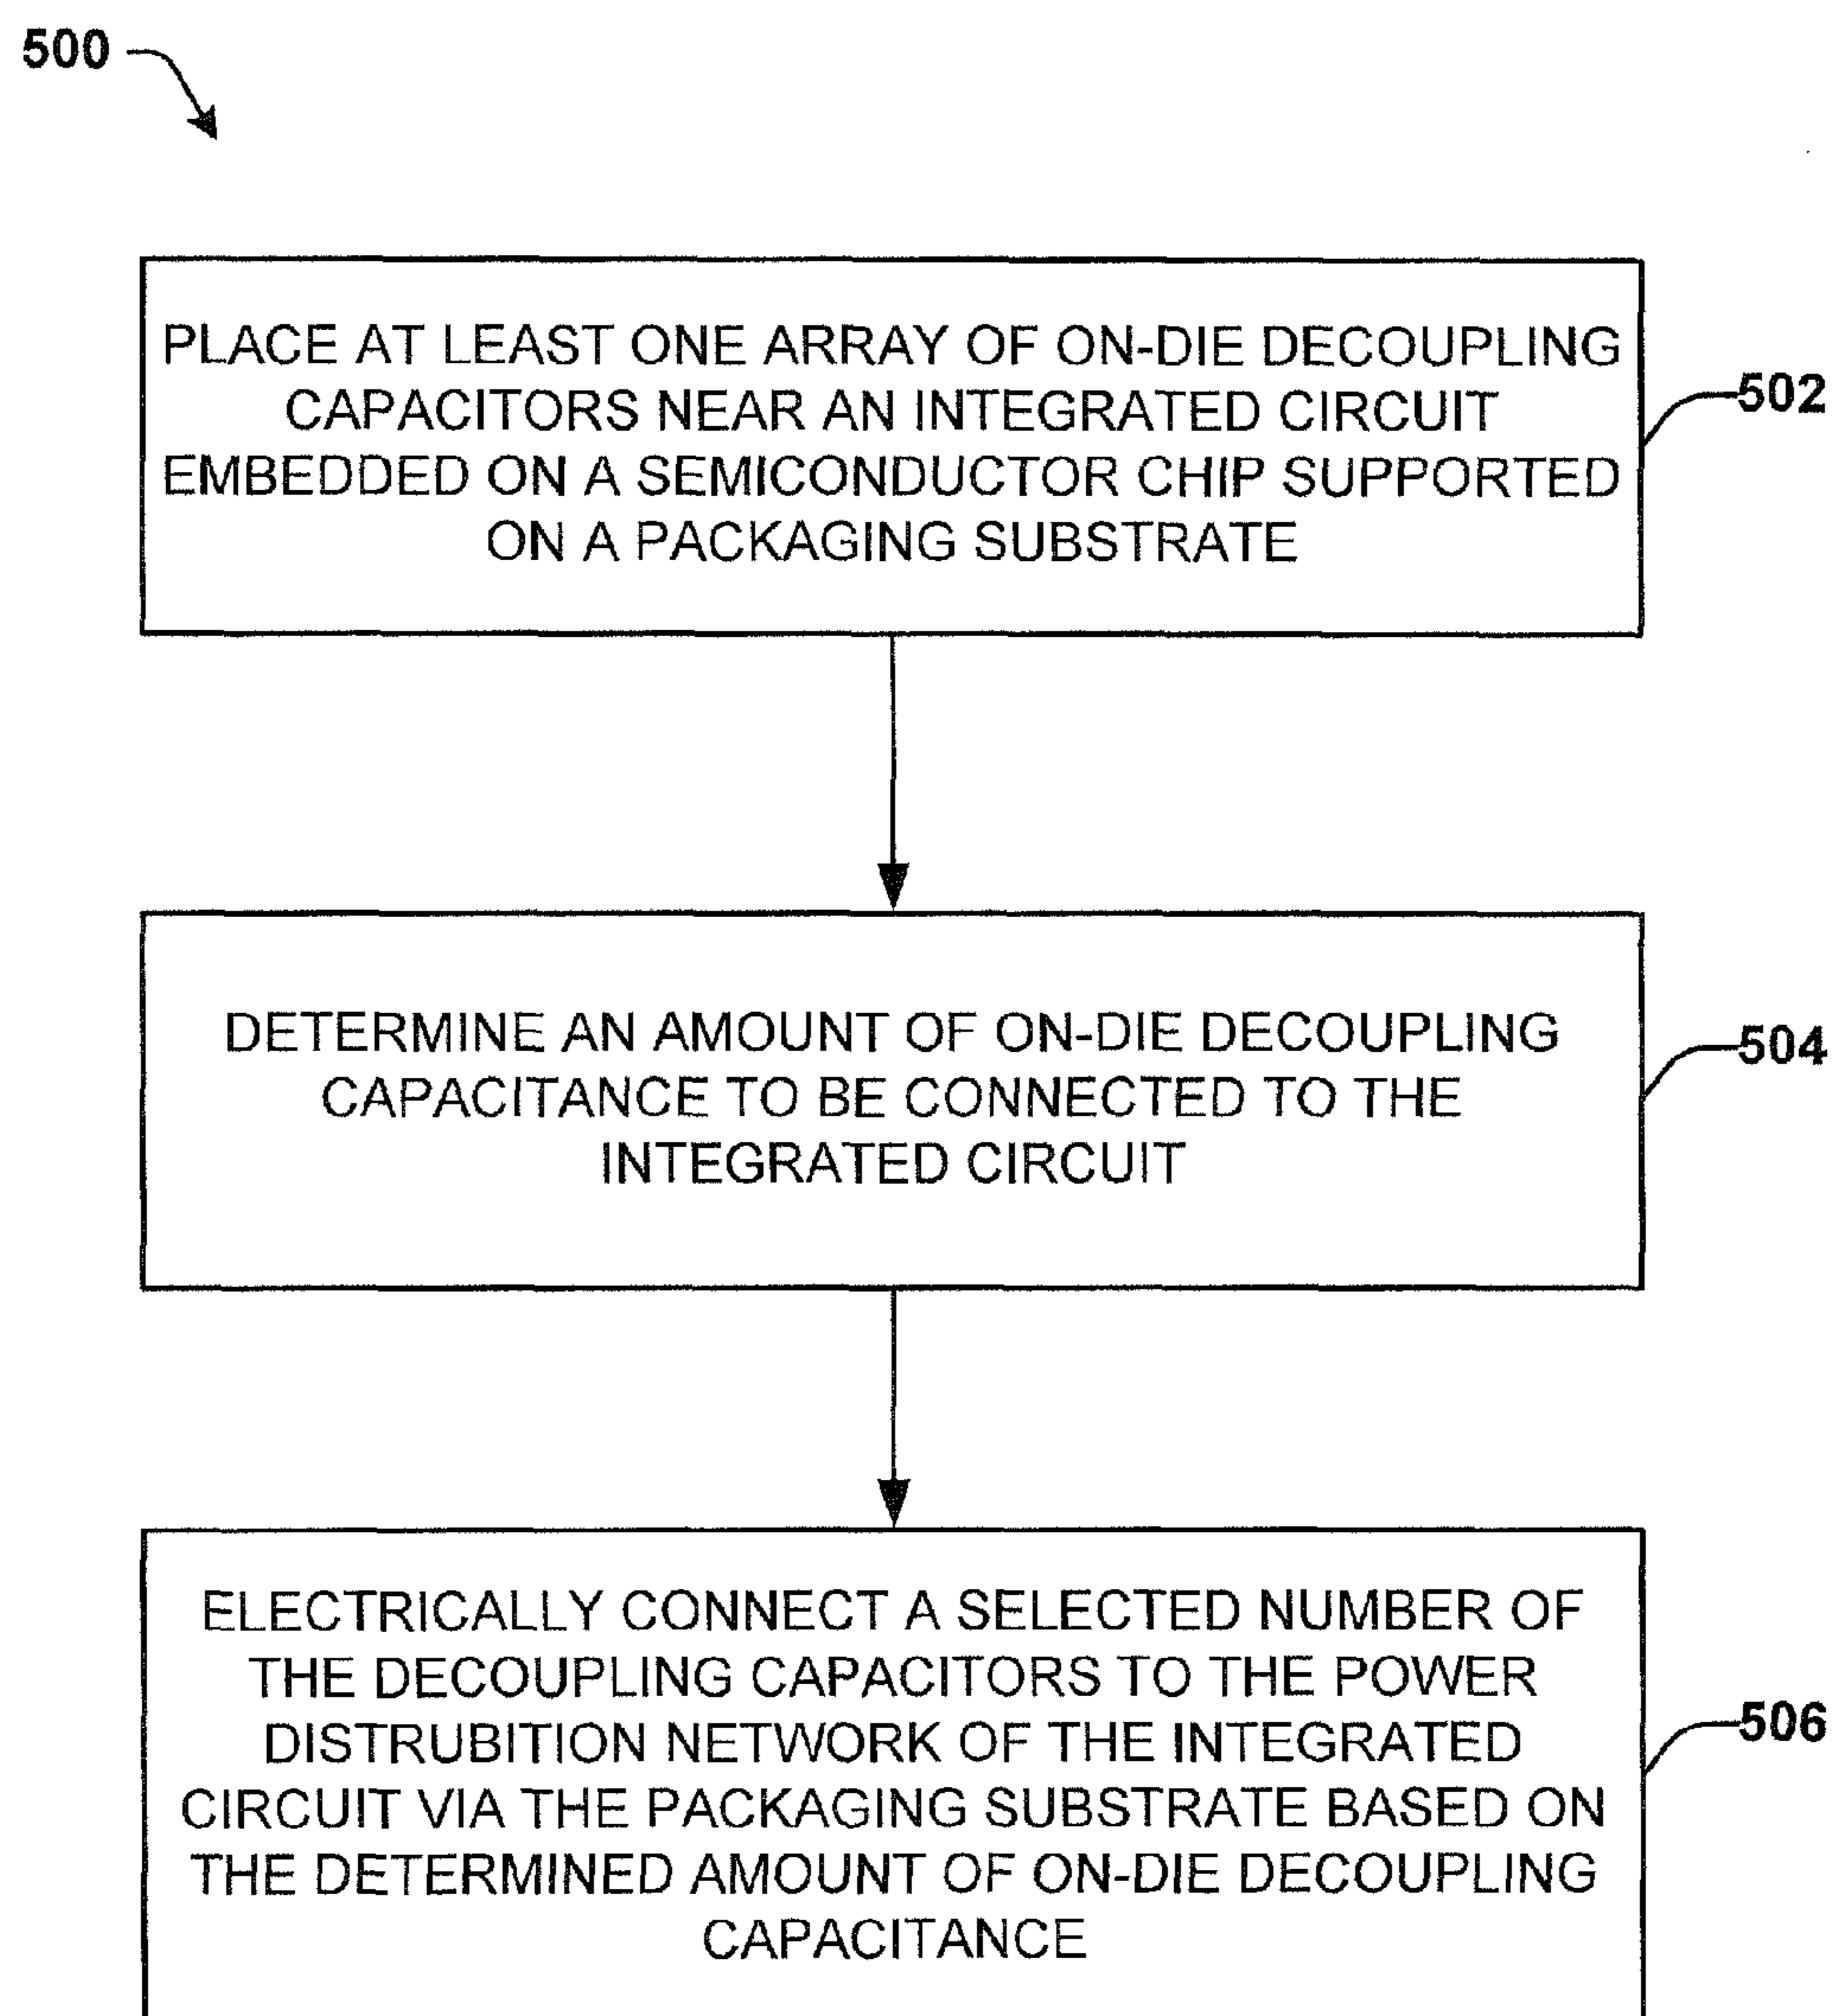 500
PLACE AT LEAST ONE ARRAY OF ON-DIE DECOUPLING
CAPACITORS NEAR AN INTEGRATED CIRCUIT
EMBEDDED ON A SEMICONDUCTOR CHIP SUPPORTED
ON A PACKAGING SUBSTRATE
502
DETERMINE AN AMOUNT OF ON-DIE DECOUPLING
CAPACITANCE TO BE CONNECTED TO THE
INTEGRATED CIRCUIT
504
ELECTRICALLY CONNECT A SELECTED NUMBER OF
THE DECOUPLING CAPACITORS TO THE POWER
DISTRUBITION NETWORK OF THE INTEGRATED
CIRCUIT VIA THE PACKAGING SUBSTRATE BASED ON
THE DETERMINED AMOUNT OF ON-DIE DECOUPLING
CAPACITANCE
506